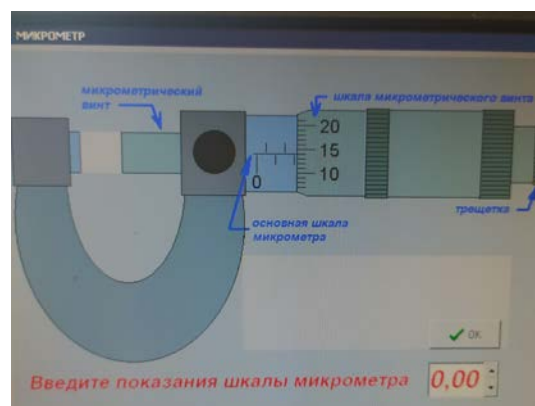 МИКРОМЕТР
микрометрический
винт
шкала микрометрического винта
20
15
10
0
основная шкала
микрометра
трещетка
OK
Введите показания шкалы микрометра 0,00